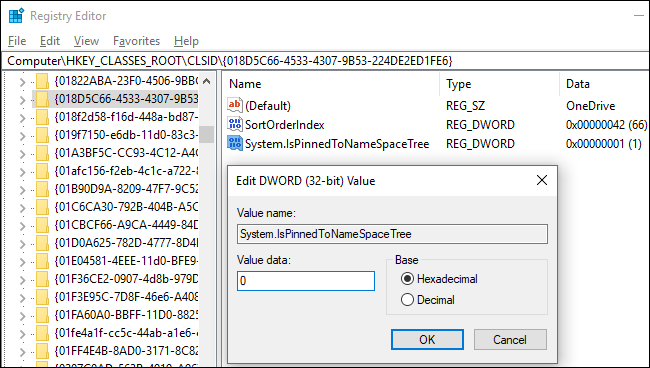 Registry Editor
File Edit View Favorites Help
Computer\HKEY_CLASSES_ROOT\CLSID\{018D5C66-4533-4307-9B53-224DE2ED1FE6}
{01822ABA-23F0-4506-9BBC
{018D5C66-4533-4307-9B53
{018f2d58-f16d-448a-bd87-
{019f7150-e6db-11d0-83c3-
{01A3BF5C-CC93-4C12-A4C
{01afc156-f2eb-4c1c-a722-8
{01B90D9A-8209-47F7-9C52
{01C6CA30-792B-404B-A5C
{01CBCF66-A9CA-4449-84D
{01D0A625-782D-4777-8D4
{01E04581-4EEE-11d0-BFE9-
{01F36CE2-0907-4d8b-979D
{01F3E95C-7D8F-46e6-A408
{01FA60A0-BBFF-11D0-8825
{01fe4a1f-cc5c-44ab-a1e6-
{01FF4E4B-8AD0-3171-8C82
Name Type Data
(Default) REG_SZ OneDrive
SortOrderIndex REG_DWORD 0x00000042 (66)
System.IsPinnedToNameSpaceTree REG_DWORD 0x00000001 (1)
Edit DWORD (32-bit) Value
Value name:
System.IsPinnedToNameSpaceTree
Value data:
0
Base
Hexadecimal
Decimal
OK Cancel